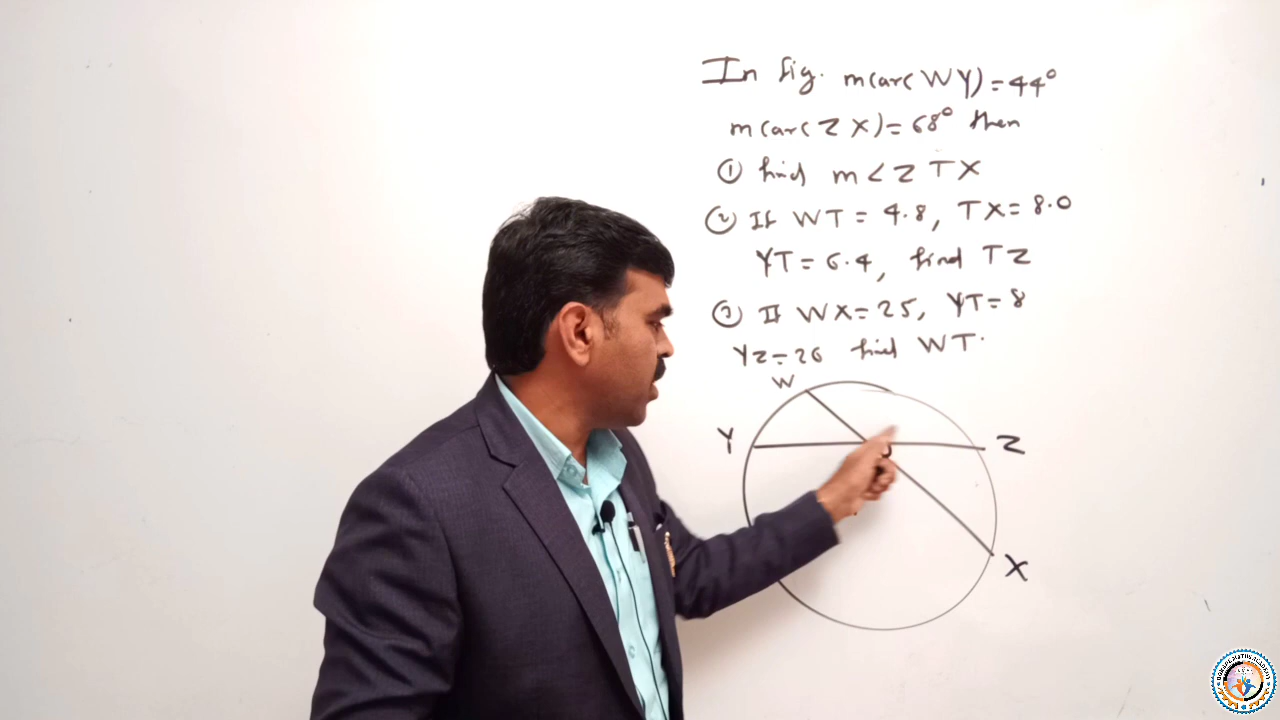 In fig. m(arc WY)=44°
m(arc ZX)=68° then
① find m∠ZTX
② If WT = 4.8, TX= 8.0
YT= 6.4, find TZ
③ If WX=25, YT=8
YZ=26 find WT.
W
Y
Z
X